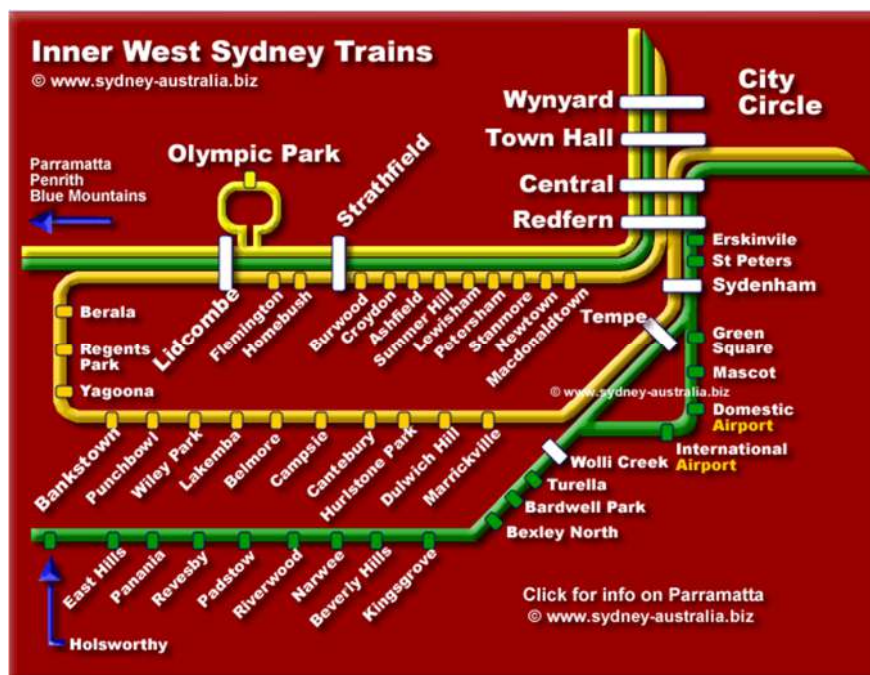 Inner West Sydney Trains
© www.sydney-australia.biz
City
Circle
Wynyard
Town Hall
Central
Redfern
Olympic Park
Strathfield
Parramatta
Penrith
Blue Mountains
Erskinvile
St Peters
Sydenham
Lidcombe
Flemington
Homebush
Burwood
Croydon
Ashfield
Summer Hill
Lewisham
Petersham
Stanmore
Newtown
Macdonaldtown
Tempe
Berala
Regents
Park
Yagoona
Green
Square
Mascot
© www.sydney-australia.biz
Domestic
Airport
International
Airport
Bankstown
Punchbowl
Wiley Park
Lakemba
Belmore
Campsie
Cantebury
Hurlstone Park
Dulwich Hill
Marrickville
Wolli Creek
Turella
Bardwell Park
Bexley North
East Hills
Panania
Revesby
Padstow
Riverwood
Narwee
Beverly Hills
Kingsgrove
Holsworthy
Click for info on Parramatta
© www.sydney-australia.biz